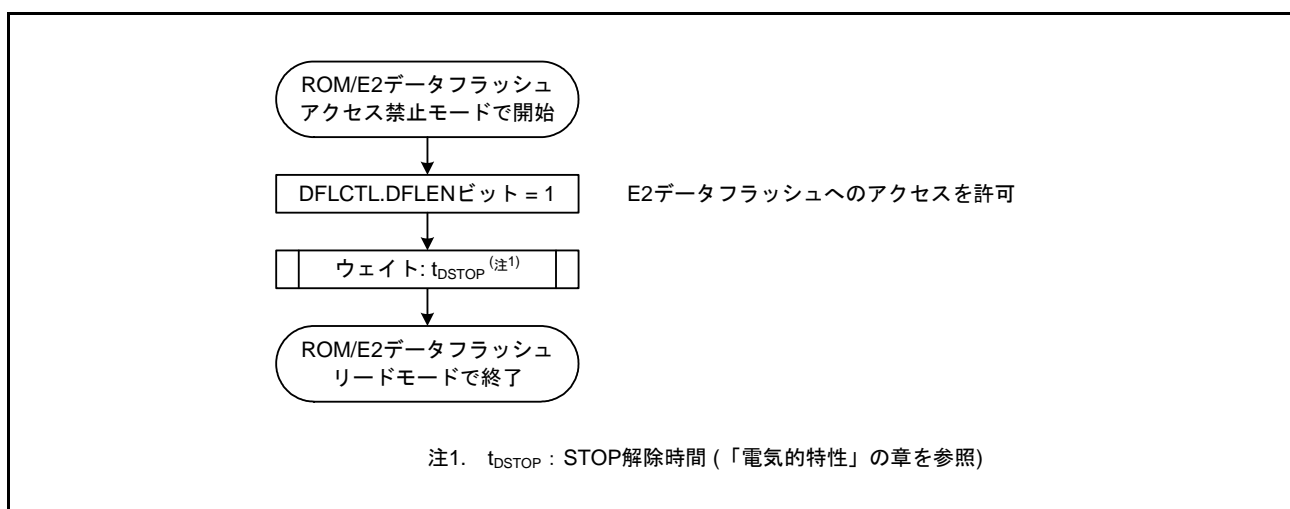 ROM/E2データフラッシュ
アクセス禁止モードで開始
DFLCTL.DFLENビット = 1
E2データフラッシュへのアクセスを許可
ウェイト: tDSTOP (注1)
ROM/E2データフラッシュ
リードモードで終了
注1. tDSTOP : STOP解除時間 (「電気的特性」の章を参照)